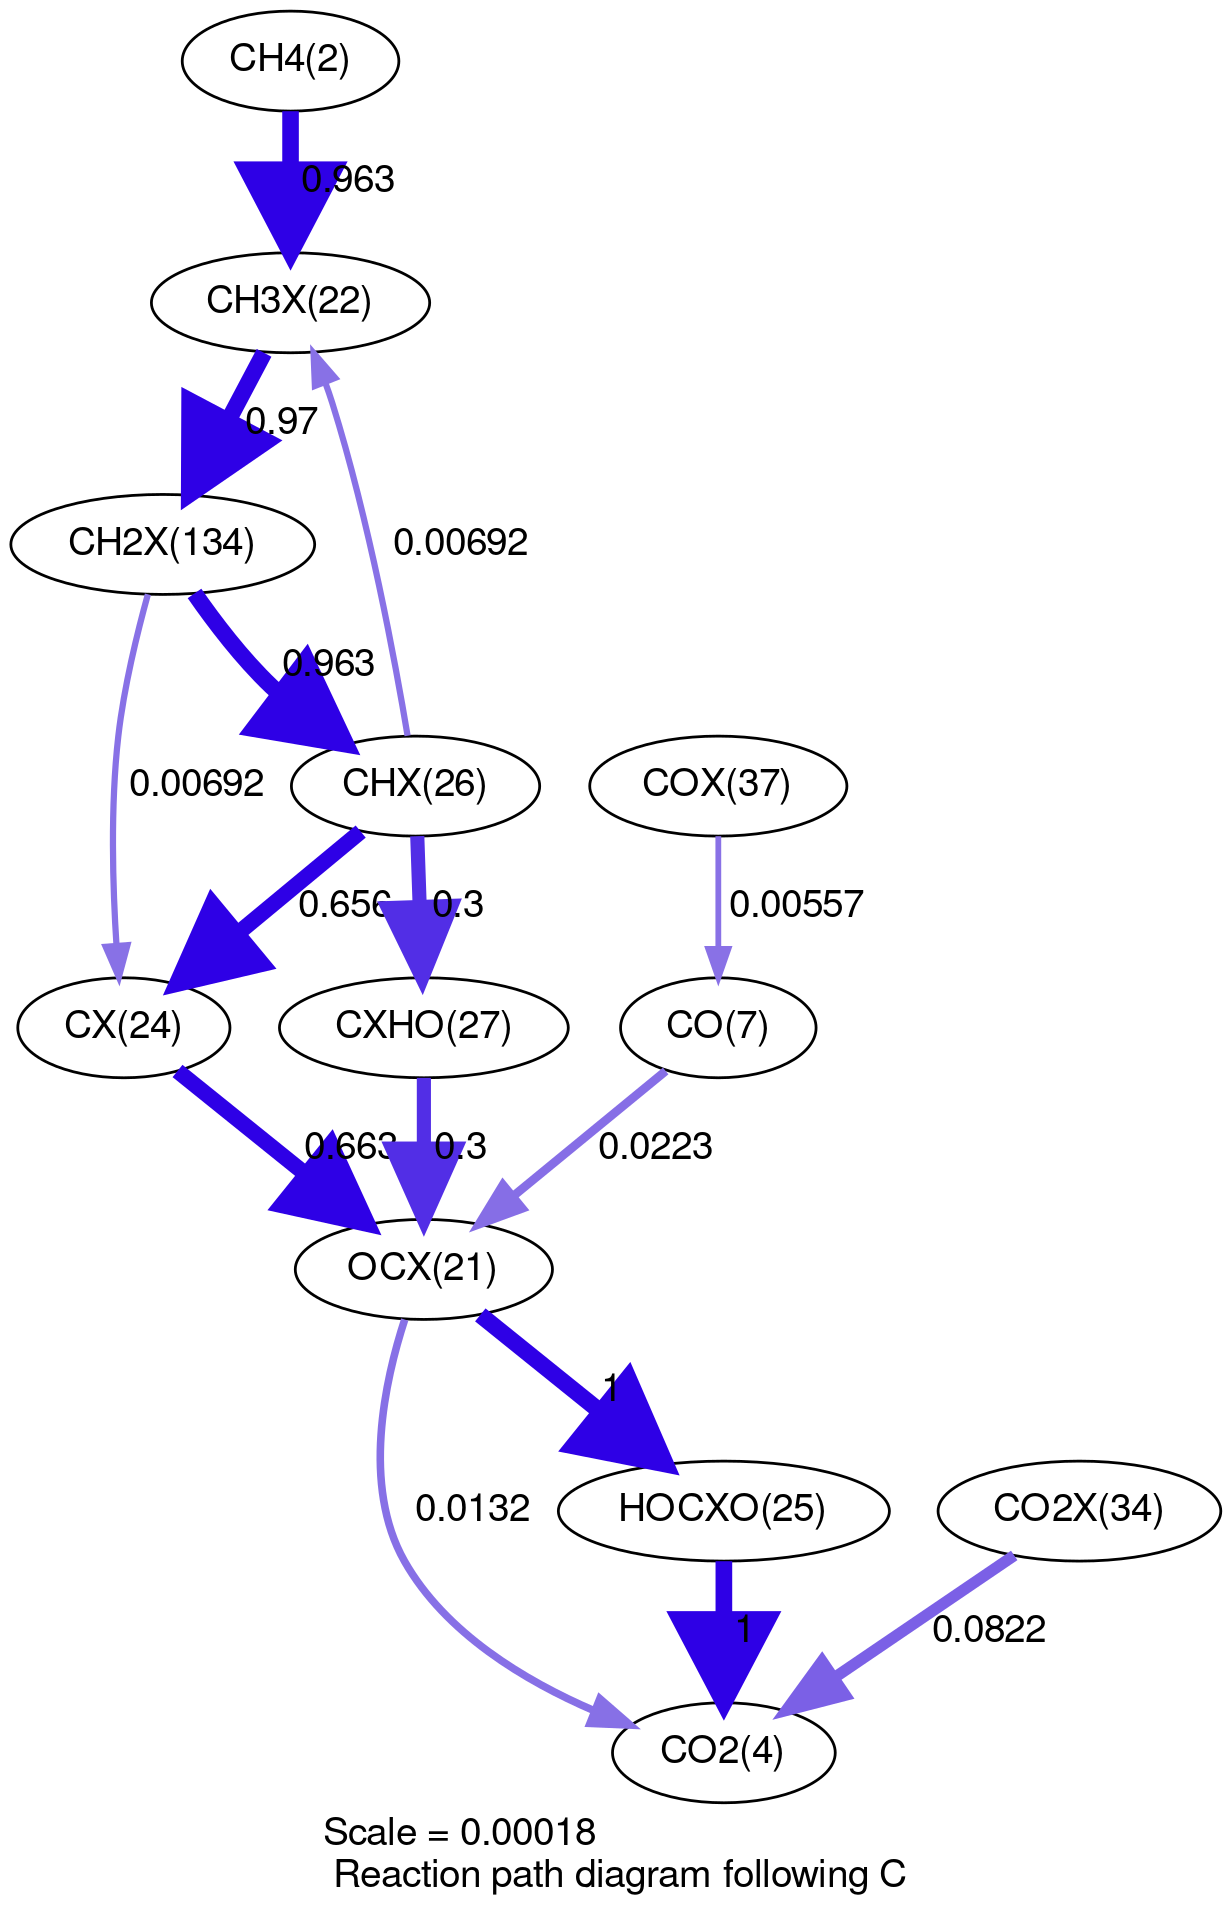 CH4(2)
0.963
CH3X(22)
0.97
CH2X(134)
0.00692
0.963
CHX(26)
COX(37)
0.00692
0.656
0.3
0.00557
CX(24)
CXHO(27)
CO(7)
0.663
0.3
0.0223
OCX(21)
1
0.0132
HOCXO(25)
CO2X(34)
1
0.0822
CO2(4)
Scale = 0.00018
Reaction path diagram following C